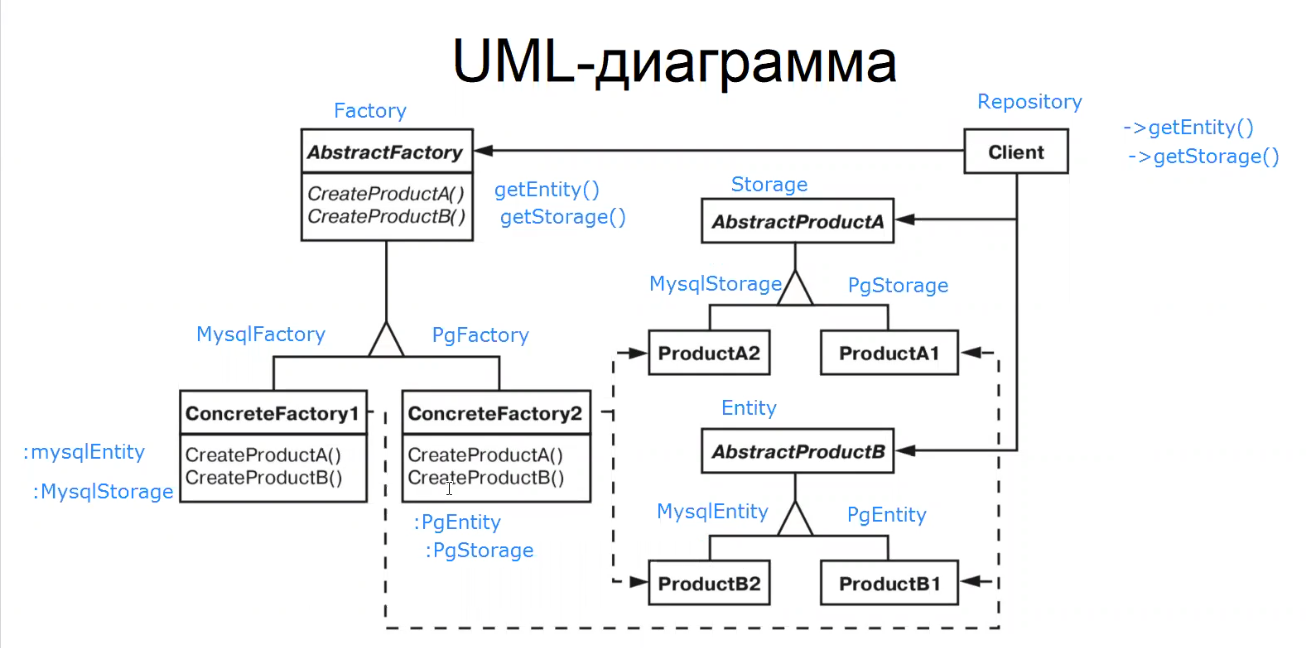 UML-диаграмма
Factory
Repository
AbstractFactory
Client
->getEntity()
->getStorage()
CreateProductA()
CreateProductB()
getEntity()
getStorage()
Storage
AbstractProductA
MysqlStorage
PgStorage
MysqlFactory
PgFactory
ProductA2
ProductA1
ConcreteFactory1
ConcreteFactory2
Entity
:mysqlEntity
:MysqlStorage
CreateProductA()
CreateProductB()
CreateProductA()
CreateProductB()
AbstractProductB
:PgEntity
:PgStorage
MysqlEntity
PgEntity
ProductB2
ProductB1